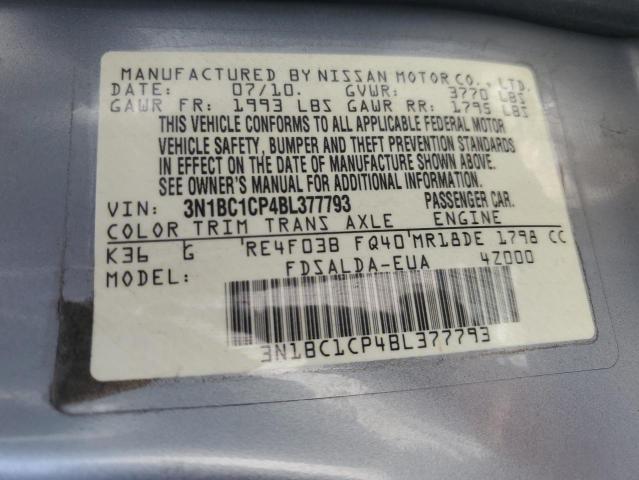 MANUFACTURED BY NISSAN MOTOR CO., LTD.
DATE: 07/10. GVWR: 3770 LBS
GAWR FR: 1993 LBS GAWR RR: 1795 LBS
THIS VEHICLE CONFORMS TO ALL APPLICABLE FEDERAL MOTOR
VEHICLE SAFETY, BUMPER AND THEFT PREVENTION STANDARDS
IN EFFECT ON THE DATE OF MANUFACTURE SHOWN ABOVE.
SEE OWNER'S MANUAL FOR ADDITIONAL INFORMATION.
VIN: 3N1BC1CP4BL377793 PASSENGER CAR.
COLOR TRIM TRANS AXLE ENGINE
K36 G RE4F03B FQ40 MR18DE 1798 CC
MODEL: FDSALDA-EUA 4Z000
3N1BC1CP4BL377793